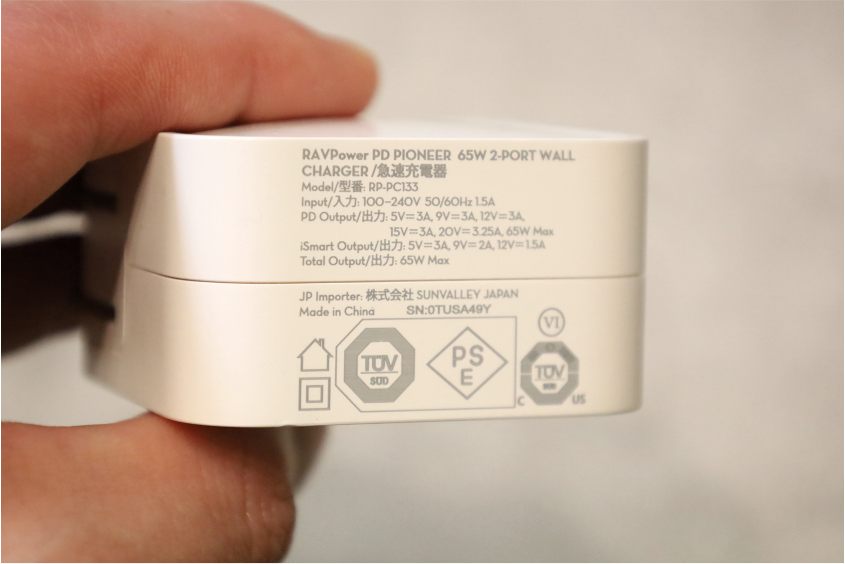 RAVPower PD PIONEER 65W 2-PORT WALL
CHARGER/急速充電器
Model/型番: RP-PC133
Input/入力: 100-240V 50/60Hz 1.5A
PD Output/出力: 5V⎓3A, 9V⎓3A, 12V⎓3A,
15V⎓3A, 20V⎓3.25A, 65W Max
iSmart Output/出力: 5V⎓3A, 9V⎓2A, 12V⎓1.5A
Total Output/出力: 65W Max
JP Importer: 株式会社 SUNVALLEY JAPAN
Made in China SN:0TUSA49Y
VI
TÜV
SÜD
PS
E
TÜV
SÜD
C US